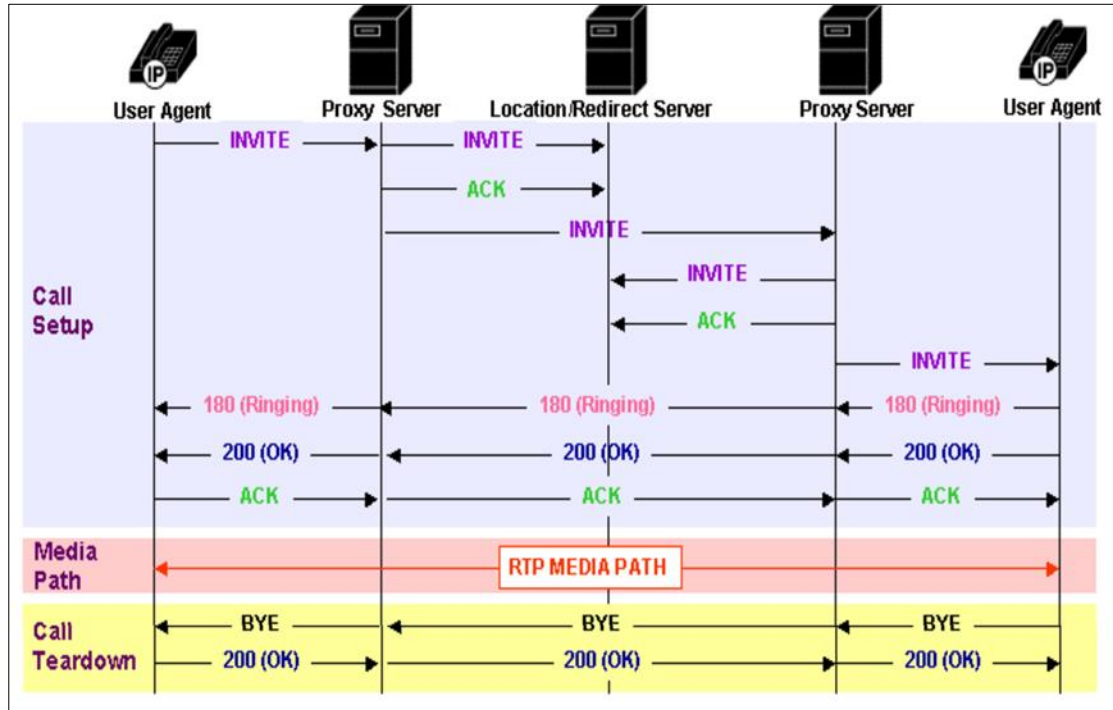 IP
IP
User Agent
Proxy Server
Location/Redirect Server
Proxy Server
User Agent
INVITE
INVITE
ACK
INVITE
INVITE
Call
Setup
ACK
INVITE
180 (Ringing)
180 (Ringing)
180 (Ringing)
200 (OK)
200 (OK)
200 (OK)
ACK
ACK
ACK
Media
Path
RTP MEDIA PATH
Call
Teardown
BYE
BYE
BYE
200 (OK)
200 (OK)
200 (OK)